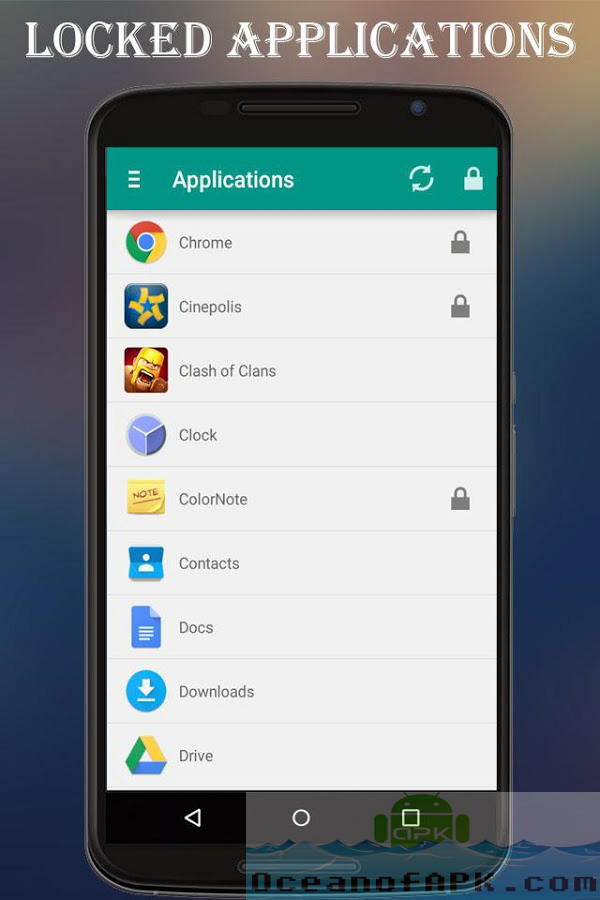 LOCKED APPLICATIONS
Applications
Chrome
Cinepolis
Clash of Clans
Clock
NOTE
ColorNote
Contacts
Docs
Downloads
Drive
apk
OceanofAPK.com